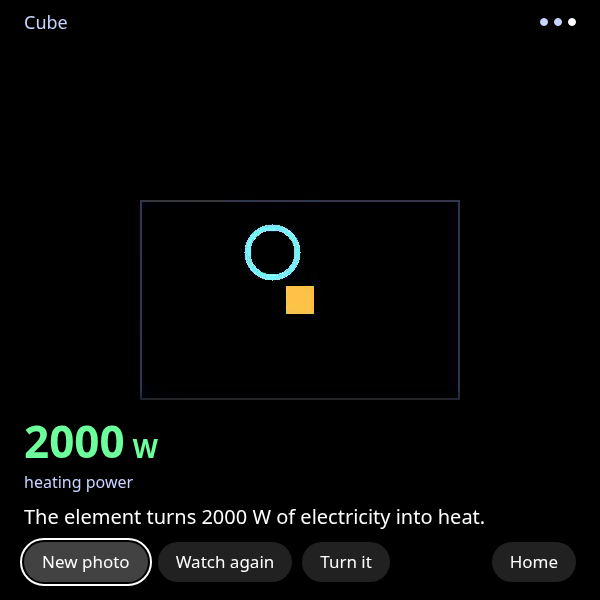 Cube
2000 W
heating power
The element turns 2000 W of electricity into heat.
New photo Watch again Turn it Home